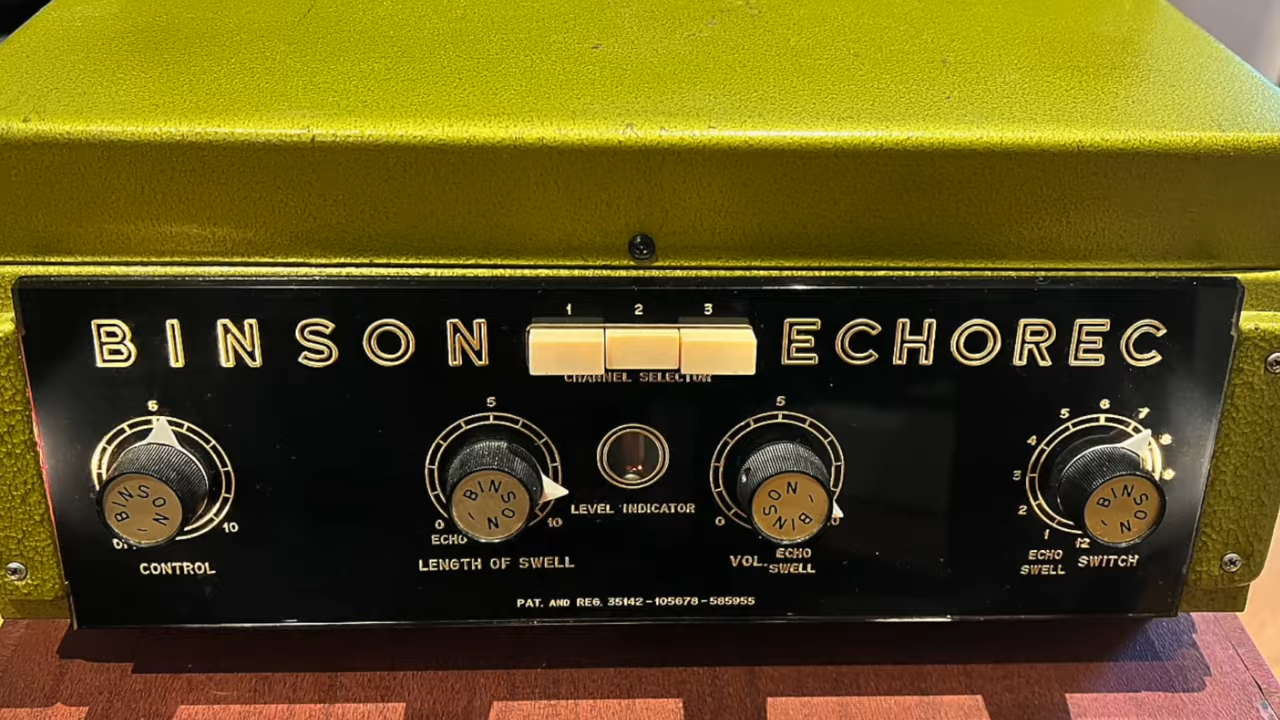 1 2 3
BINSON ECHOREC
CHANNEL SELECTOR
5 5 5 5 6 7
4 8
3 9
BINSON BINSON BINSON BINSON
2
10 0 10 0 1 12
ECHO ECHO ECHO
LEVEL INDICATOR
CONTROL LENGTH OF SWELL VOL. SWELL SWELL SWITCH
PAT. AND REG. 35142-105678-585955